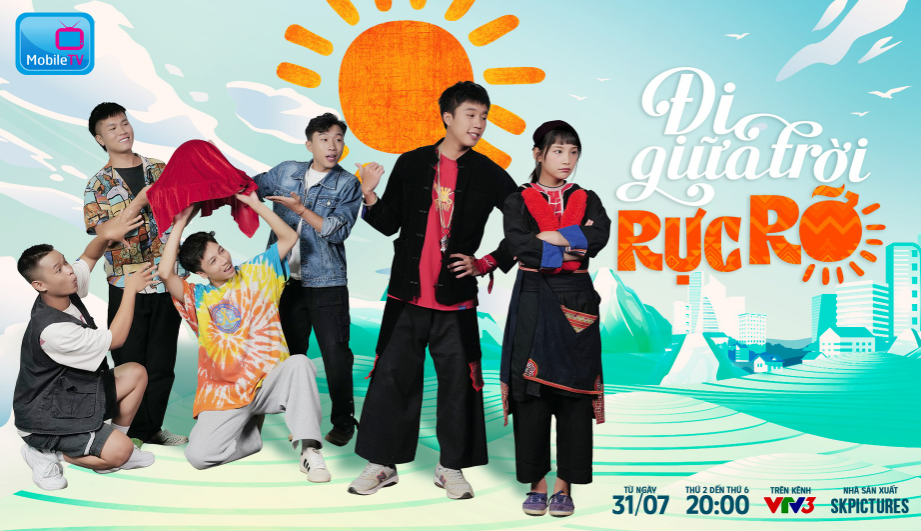 MobileTV
Đi
giữa trời
RỰC RỠ
TỪ NGÀY
31/07
THỨ 2 ĐẾN THỨ 6
20:00
TRÊN KÊNH
VTV3
NHÀ SẢN XUẤT
SKPICTURES